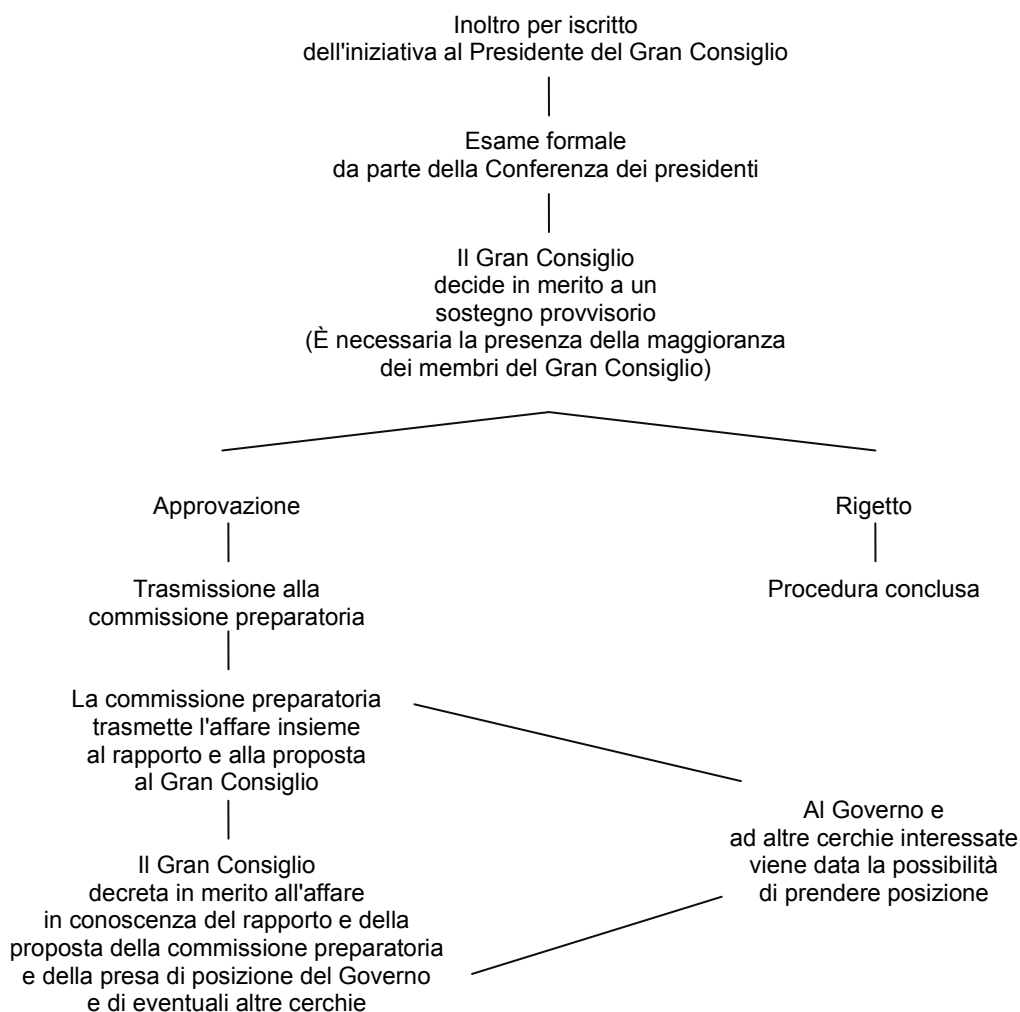 Inoltro per iscritto
dell'iniziativa al Presidente del Gran Consiglio
Esame formale
da parte della Conferenza dei presidenti
Il Gran Consiglio
decide in merito a un
sostegno provvisorio
(È necessaria la presenza della maggioranza
dei membri del Gran Consiglio)
Approvazione
Rigetto
Trasmissione alla
commissione preparatoria
Procedura conclusa
La commissione preparatoria
trasmette l'affare insieme
al rapporto e alla proposta
al Gran Consiglio
Al Governo e
ad altre cerchie interessate
viene data la possibilità
di prendere posizione
Il Gran Consiglio
decreta in merito all'affare
in conoscenza del rapporto e della
proposta della commissione preparatoria
e della presa di posizione del Governo
e di eventuali altre cerchie